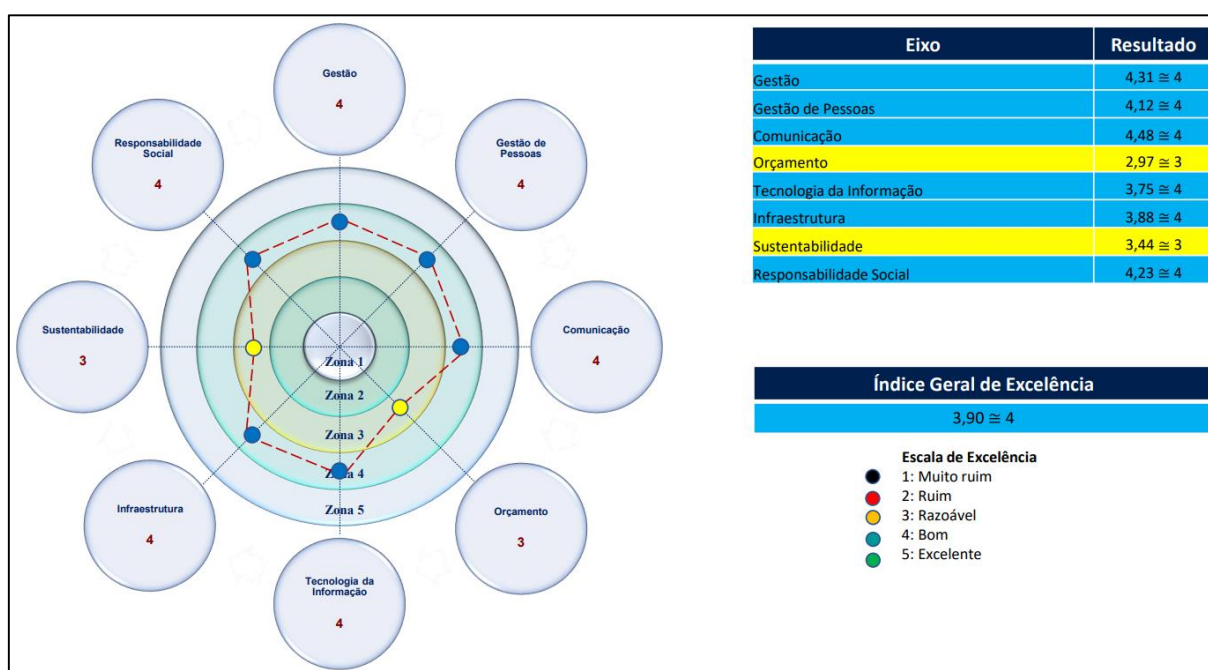 Gestão
4
Responsabilidade
Social
4
Gestão de
Pessoas
4
Sustentabilidade
3
Comunicação
4
Zona 1
Zona 2
Zona 3
Zona 4
Zona 5
Infraestrutura
4
Orçamento
3
Tecnologia da
Informação
4
Eixo Resultado
Gestão 4,31 ≅ 4
Gestão de Pessoas 4,12 ≅ 4
Comunicação 4,48 ≅ 4
Orçamento 2,97 ≅ 3
Tecnologia da Informação 3,75 ≅ 4
Infraestrutura 3,88 ≅ 4
Sustentabilidade 3,44 ≅ 3
Responsabilidade Social 4,23 ≅ 4
Índice Geral de Excelência
3,90 ≅ 4
Escala de Excelência
1: Muito ruim
2: Ruim
3: Razoável
4: Bom
5: Excelente